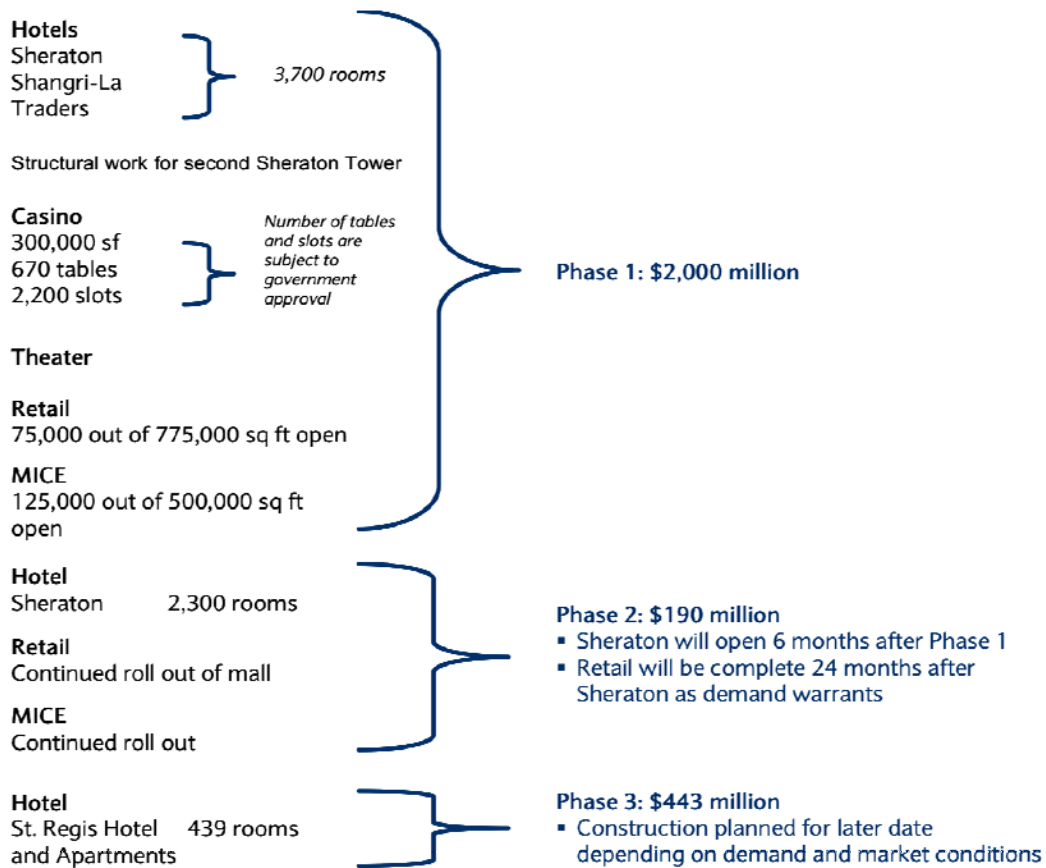 Hotels
Sheraton
Shangri-La
Traders
3,700 rooms
Structural work for second Sheraton Tower
Casino
300,000 sf
670 tables
2,200 slots
Number of tables
and slots are
subject to
government
approval
Phase 1: $2,000 million
Theater
Retail
75,000 out of 775,000 sq ft open
MICE
125,000 out of 500,000 sq ft
open
Hotel
Sheraton 2,300 rooms
Retail
Continued roll out of mall
MICE
Continued roll out
Phase 2: $190 million
▪ Sheraton will open 6 months after Phase 1
▪ Retail will be complete 24 months after
Sheraton as demand warrants
Hotel
St. Regis Hotel 439 rooms
and Apartments
Phase 3: $443 million
▪ Construction planned for later date
depending on demand and market conditions